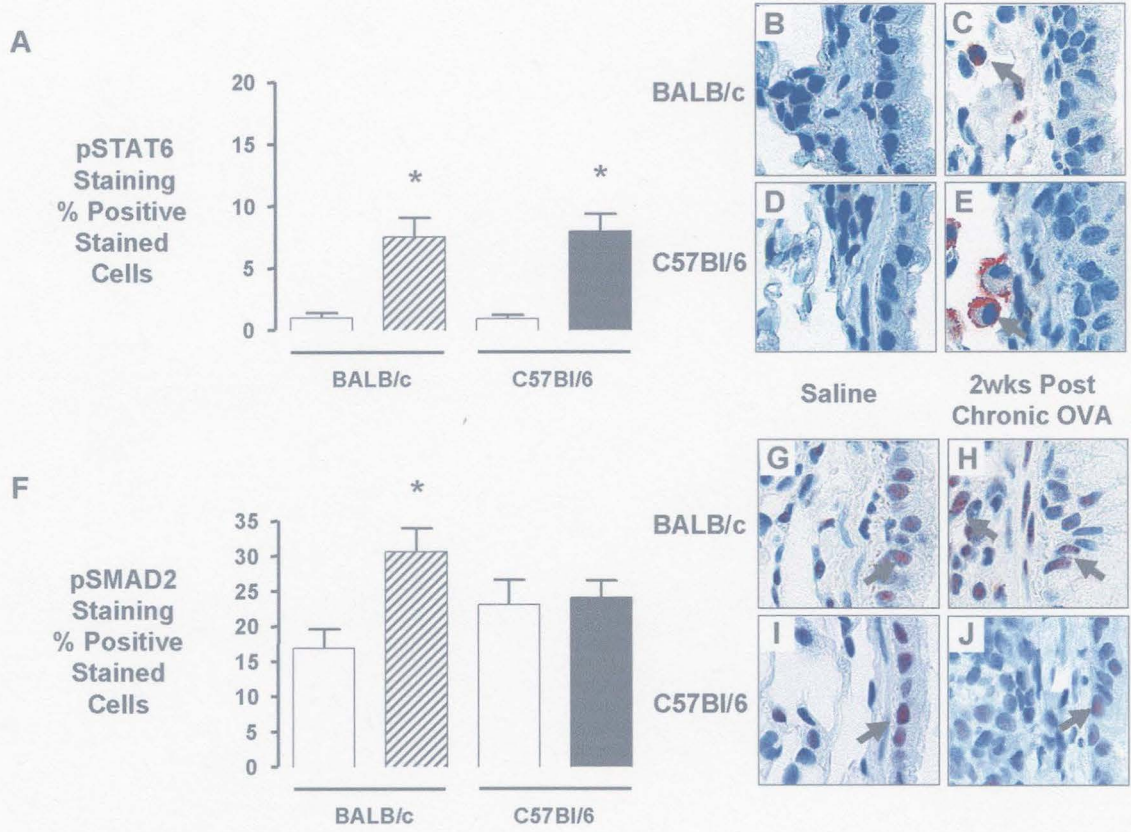 A
pSTAT6
Staining
% Positive
Stained
Cells
20
15
10
5
0
*
*
BALB/c
C57Bl/6
BALB/c
C57Bl/6
B
C
D
E
Saline
2wks Post
Chronic OVA
F
pSMAD2
Staining
% Positive
Stained
Cells
35
30
25
20
15
10
5
0
*
BALB/c
C57Bl/6
BALB/c
C57Bl/6
G
H
I
J